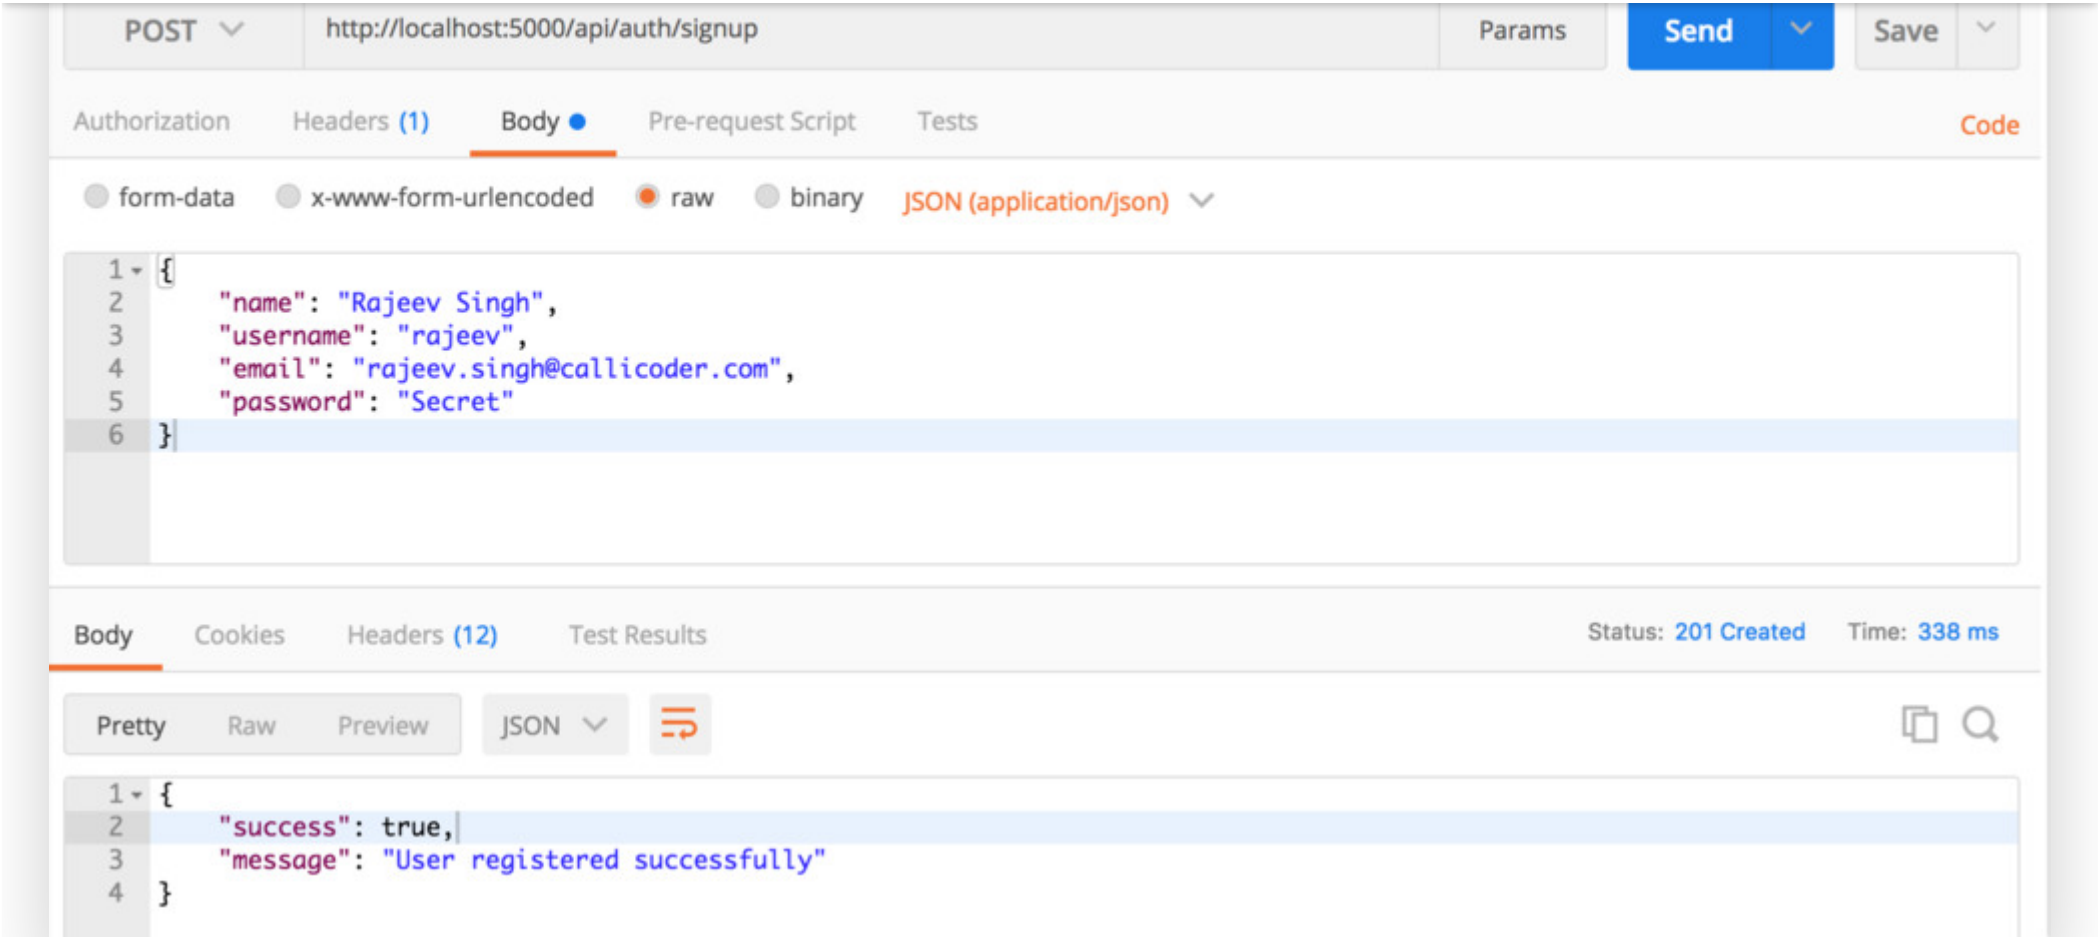 POST http://localhost:5000/api/auth/signup Params Send Save
Authorization Headers (1) Body Pre-request Script Tests Code
form-data x-www-form-urlencoded raw binary JSON (application/json)
1 {
2 "name": "Rajeev Singh",
3 "username": "rajeev",
4 "email": "rajeev.singh@callicoder.com",
5 "password": "Secret"
6 }
Body Cookies Headers (12) Test Results Status: 201 Created Time: 338 ms
Pretty Raw Preview JSON
1 {
2 "success": true,
3 "message": "User registered successfully"
4 }